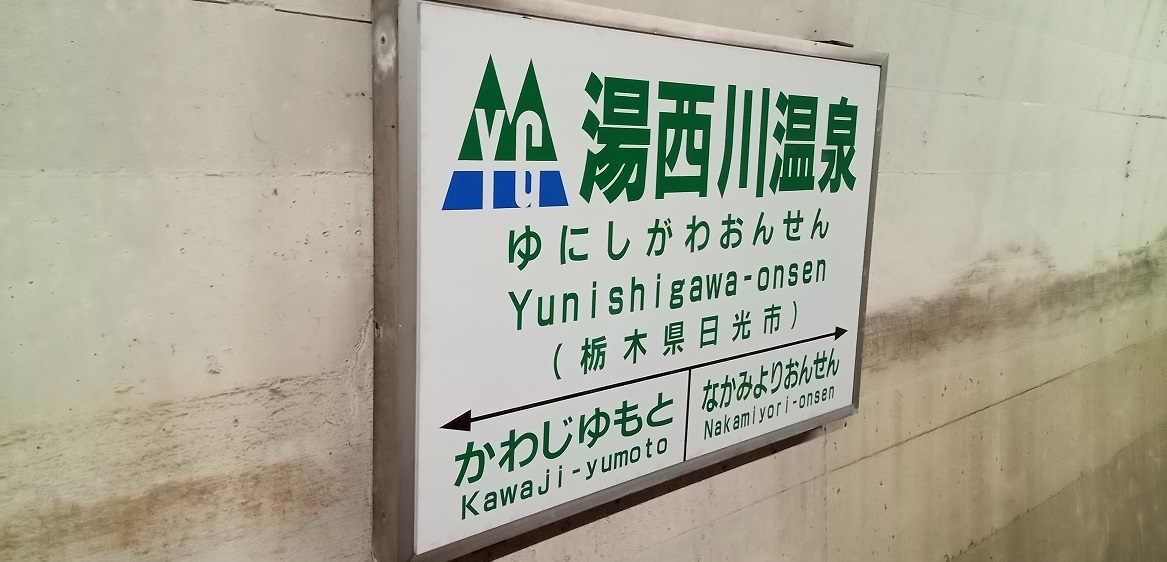 湯西川温泉
ゆにしがわおんせん
Yunishigawa-onsen
(栃木県日光市)
かわじゆもと
Kawaji-yumoto
なかみよりおんせん
Nakamiyori-onsen